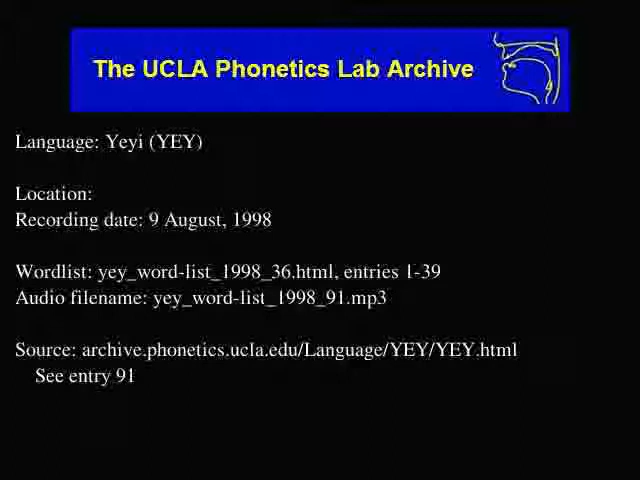 The UCLA Phonetics Lab Archive
Language: Yeyi (YEY)
Location:
Recording date: 9 August, 1998
Wordlist: yey_word-list_1998_36.html, entries 1-39
Audio filename: yey_word-list_1998_91.mp3
Source: archive.phonetics.ucla.edu/Language/YEY/YEY.html
See entry 91